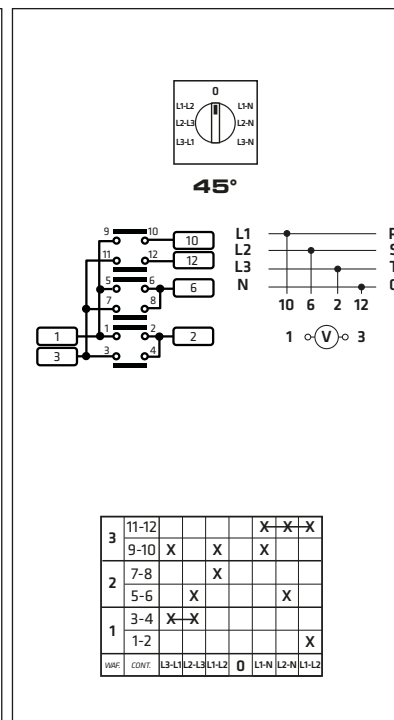 0
L1-L2 L1-N
L2-L3 L2-N
L3-L1 L3-N
45°
9 10 10
11 12 12
5 6 6
7 8
1 1 2 2
3 3 4
L1
L2
L3
N
10 6 2 12
1 V 3
3 11-12 X X X
9-10 X X X
2 7-8 X
5-6 X X
1 3-4 X X
1-2 X
WAF. CONT. L3-L1 L2-L3 L1-L2 0 L1-N L2-N L1-L2